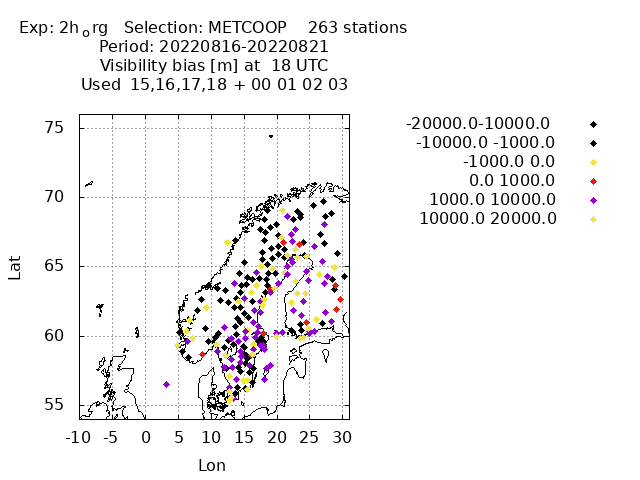 Exp: 2h_org   Selection: METCOOP    263 stations
Period: 20220816-20220821
Visibility bias [m] at  18 UTC
Used  15,16,17,18 + 00 01 02 03
-20000.0-10000.0
-10000.0 -1000.0
-1000.0 0.0
0.0 1000.0
1000.0 10000.0
10000.0 20000.0
Lat
75
70
65
60
55
-10 -5 0 5 10 15 20 25 30
Lon